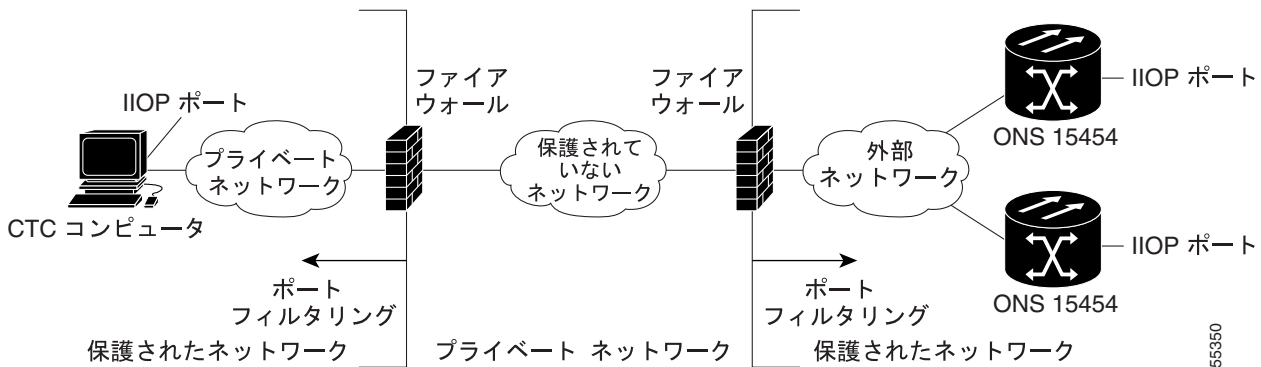 IIOP ポート
プライベート
ネットワーク
CTC コンピュータ
ファイア
ウォール
保護されて
いない
ネットワーク
ファイア
ウォール
外部
ネットワーク
IIOP ポート
ONS 15454
IIOP ポート
ONS 15454
ポート
フィルタリング
ポート
フィルタリング
保護されたネットワーク
プライベート ネットワーク
保護されたネットワーク
55350